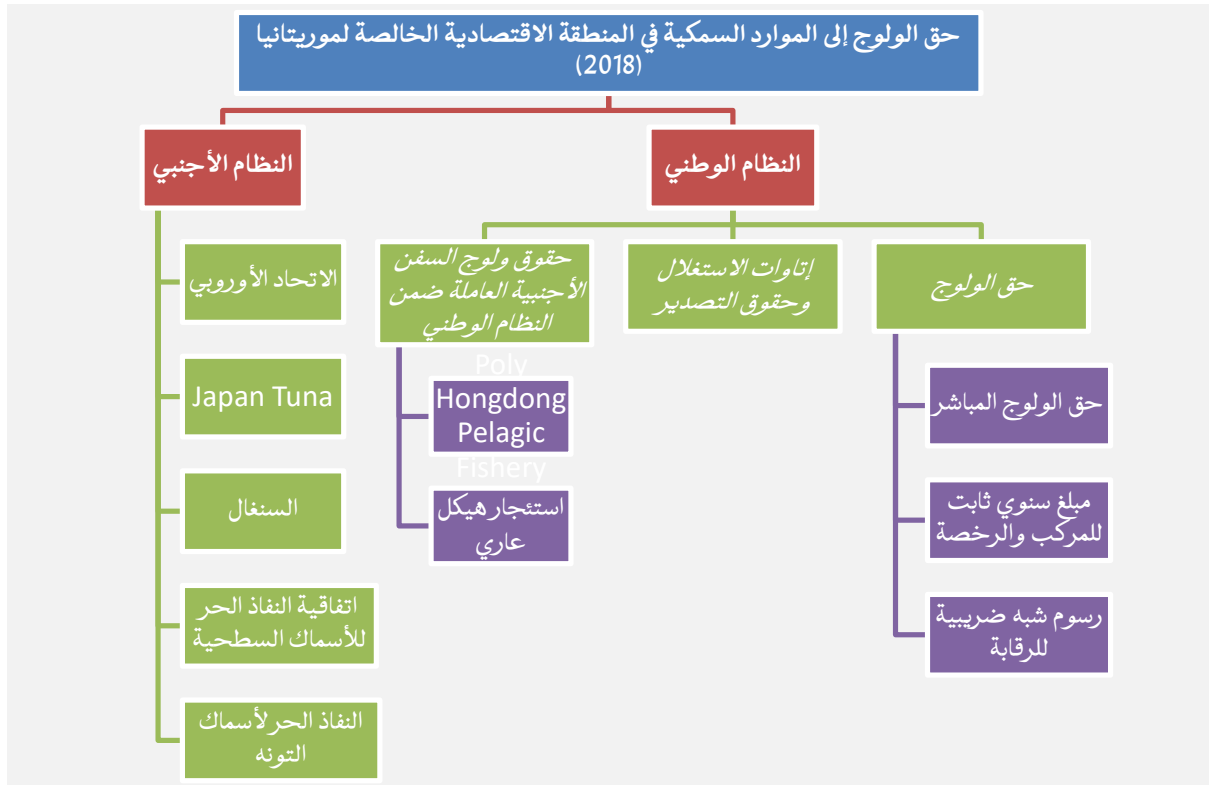 حق الولوج إلى الموارد السمكية في المنطقة الاقتصادية الخالصة لموريتانيا
(2018)
النظام الوطني
النظام الأجنبي
حق الولوج
إتاوات الاستغلال
وحقوق التصدير
حقوق ولوج السفن
الأجنبية العاملة ضمن
النظام الوطني
حق الولوج المباشر
مبلغ سنوي ثابت
للمركب والرخصة
رسوم شبه ضريبية
للرقابة
Poly
Hongdong
Pelagic
Fishery
استئجار هيكل
عاري
الاتحاد الأوروبي
Japan Tuna
السنغال
اتفاقية النفاذ الحر
للأسماك السطحية
النفاذ الحر لأسماك
التونه